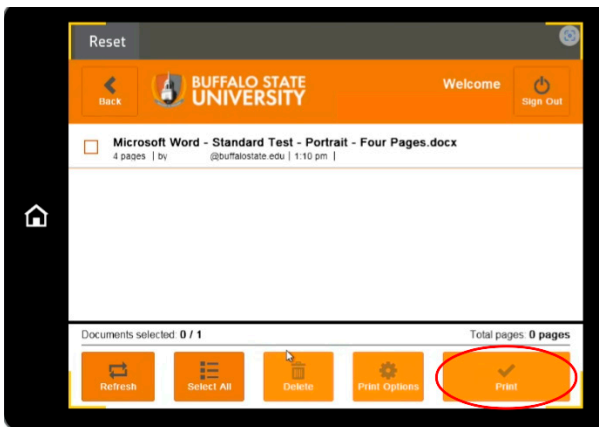 Reset
Back
BUFFALO STATE
UNIVERSITY
Welcome
Sign Out
Microsoft Word - Standard Test - Portrait - Four Pages.docx
4 pages | by @buffalostate.edu | 1:10 pm |
Documents selected: 0 / 1
Total pages: 0 pages
Refresh
Select All
Delete
Print Options
Print